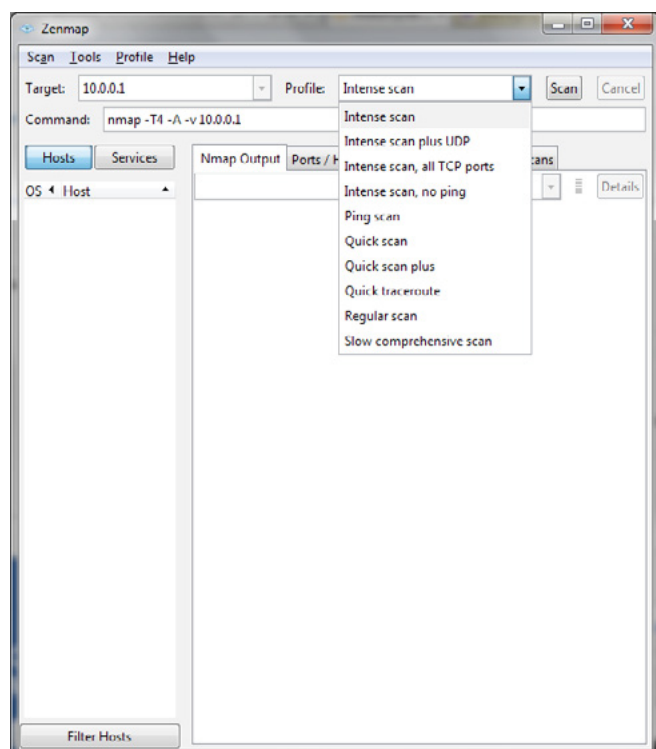 Zenmap
Scan Tools Profile Help
Target: 10.0.0.1 Profile: Intense scan Scan Cancel
Command: nmap -T4 -A -v 10.0.0.1
Intense scan
Intense scan plus UDP
Intense scan, all TCP ports
Intense scan, no ping
Ping scan
Quick scan
Quick scan plus
Quick traceroute
Regular scan
Slow comprehensive scan
Hosts Services Nmap Output Ports / H ans
OS Host Details
Filter Hosts